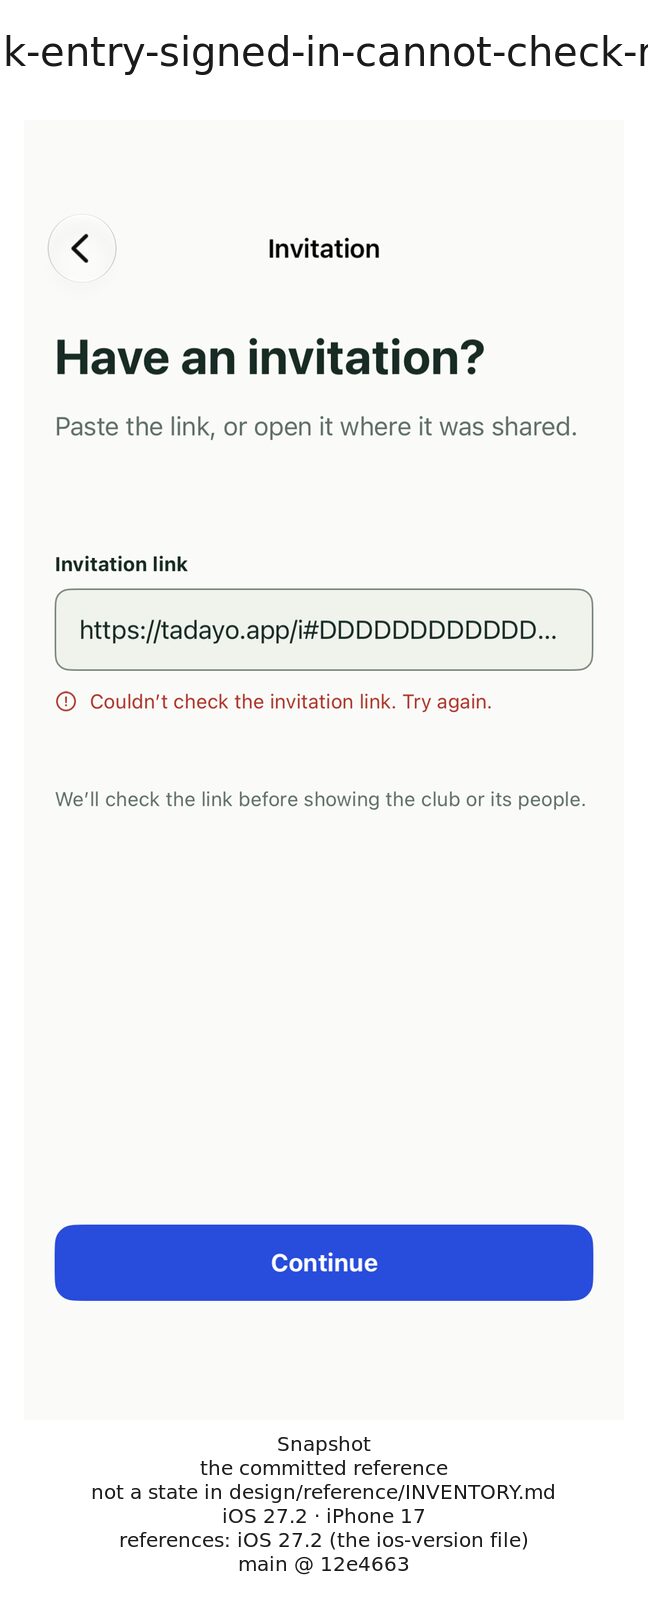 k-entry-signed-in-cannot-check-r
Invitation
Have an invitation?
Paste the link, or open it where it was shared.
Invitation link
https://tadayo.app/i#DDDDDDDDDDDD...
Couldn’t check the invitation link. Try again.
We’ll check the link before showing the club or its people.
Continue
Snapshot
the committed reference
not a state in design/reference/INVENTORY.md
iOS 27.2 · iPhone 17
references: iOS 27.2 (the ios-version file)
main @ 12e4663